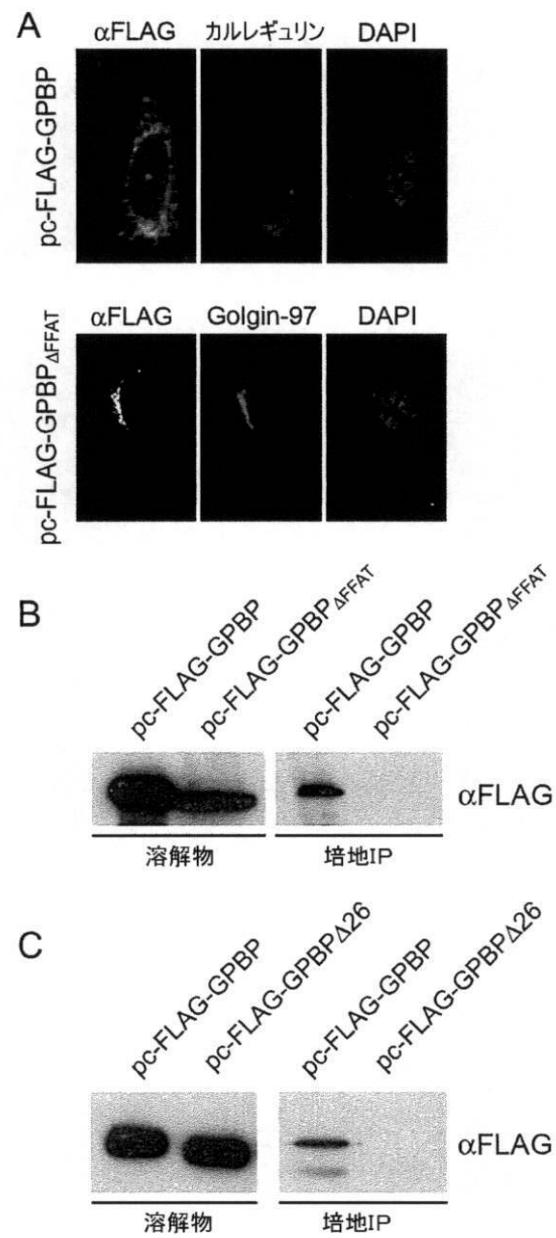 A
αFLAG カルレギュリン DAPI
pc-FLAG-GPBP
αFLAG Golgin-97 DAPI
pc-FLAG-GPBPΔFFAT
B
pc-FLAG-GPBP pc-FLAG-GPBPΔFFAT pc-FLAG-GPBP pc-FLAG-GPBPΔFFAT
αFLAG
溶解物 培地IP
C
pc-FLAG-GPBP pc-FLAG-GPBPΔ26 pc-FLAG-GPBP pc-FLAG-GPBPΔ26
αFLAG
溶解物 培地IP